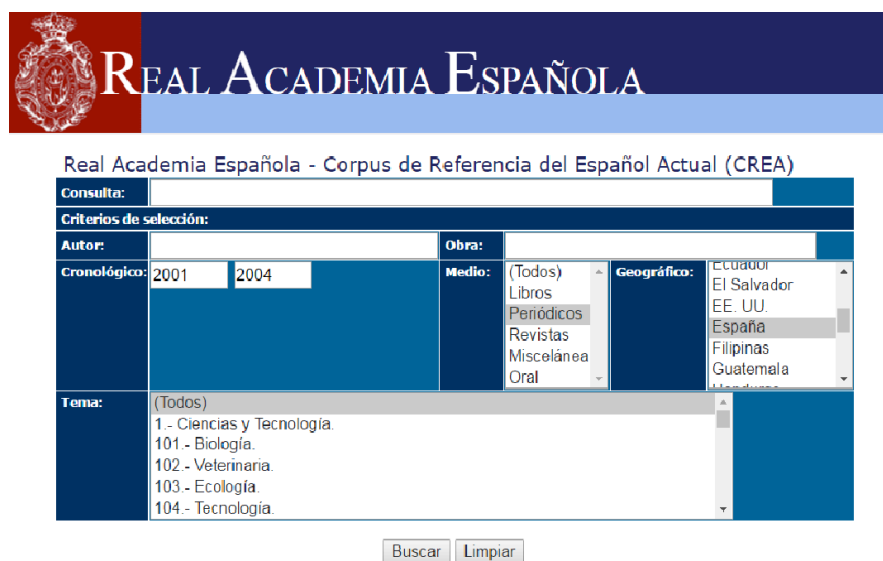 REAL ACADEMIA ESPAÑOLA
Real Academia Española - Corpus de Referencia del Español Actual (CREA)
Consulta:
Criterios de selección:
Autor: Obra:
Cronológico: 2001 2004 Medio: (Todos) Geográfico: Ecuador
Libros El Salvador
Periódicos EE. UU.
Revistas España
Miscelánea Filipinas
Oral Guatemala
Honduras
Tema: (Todos)
1.- Ciencias y Tecnología.
101.- Biología.
102.- Veterinaria.
103.- Ecología.
104.- Tecnología.
Buscar Limpiar